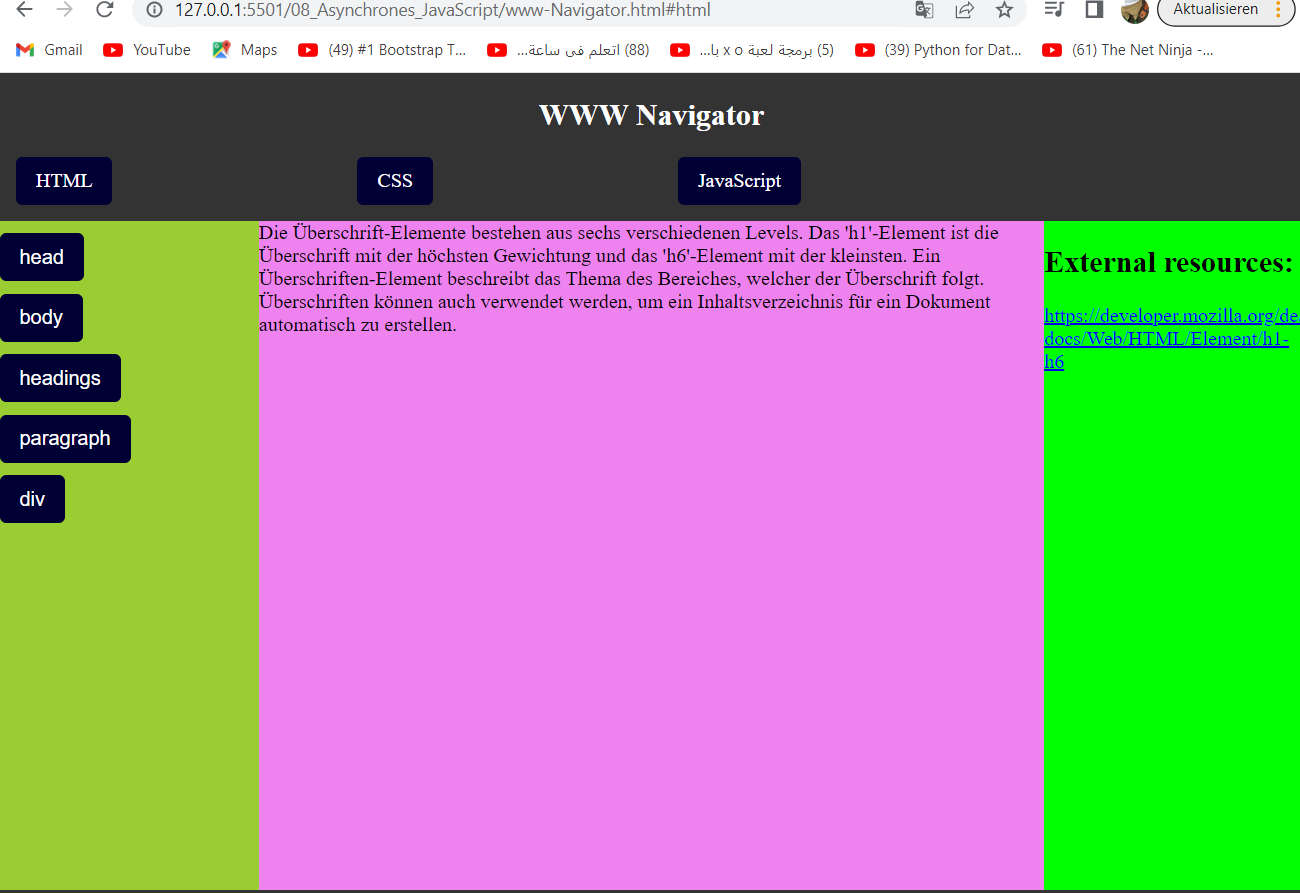 127.0.0.1:5501/08_Asynchrones_JavaScript/www-Navigator.html#html
Aktualisieren
Gmail YouTube Maps (49) #1 Bootstrap T... (88) اتعلم فى ساعة... (5) برمجة لعبة x o با... (39) Python for Dat... (61) The Net Ninja -...
WWW Navigator
HTML CSS JavaScript
head
body
headings
paragraph
div
Die Überschrift-Elemente bestehen aus sechs verschiedenen Levels. Das 'h1'-Element ist die
Überschrift mit der höchsten Gewichtung und das 'h6'-Element mit der kleinsten. Ein
Überschriften-Element beschreibt das Thema des Bereiches, welcher der Überschrift folgt.
Überschriften können auch verwendet werden, um ein Inhaltsverzeichnis für ein Dokument
automatisch zu erstellen.
External resources:
https://developer.mozilla.org/de/
docs/Web/HTML/Element/h1-
h6